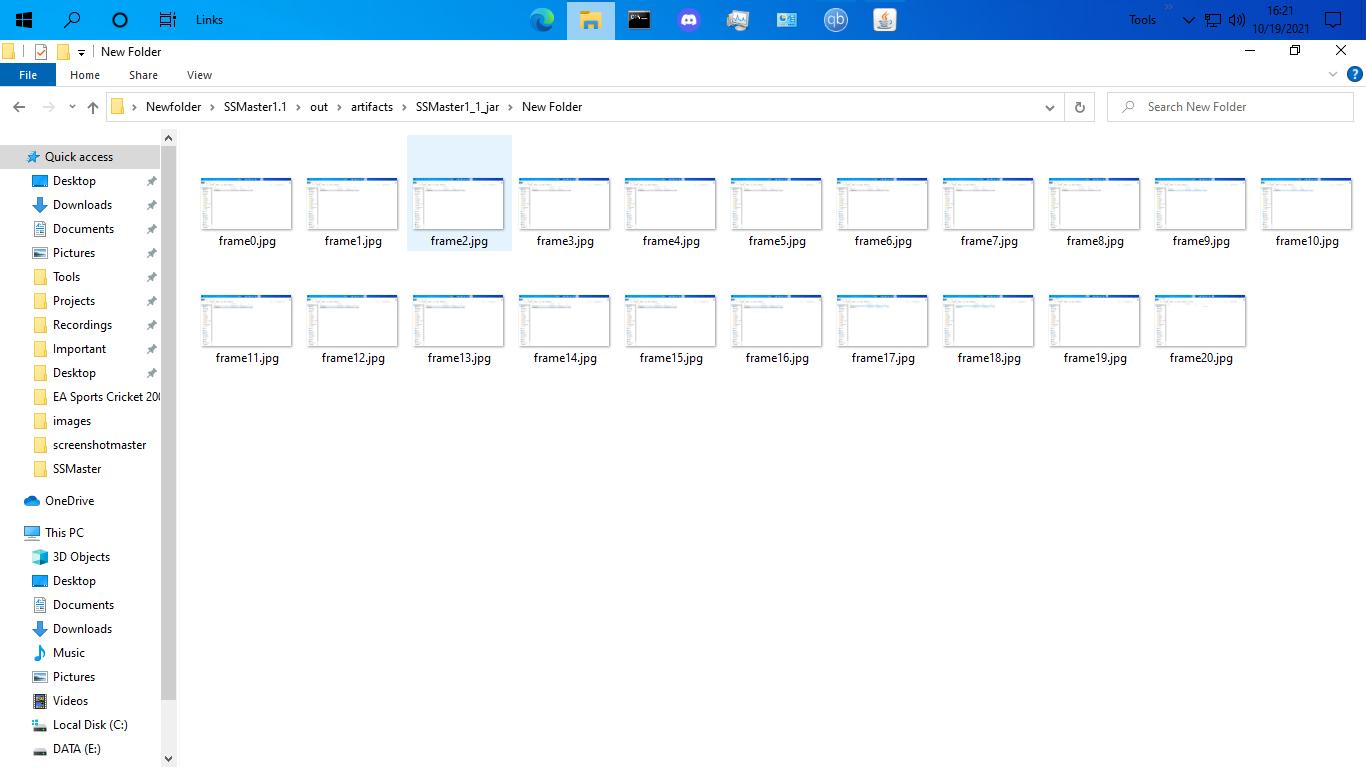 Links
Tools
16:21
10/19/2021
New Folder
File Home Share View
Newfolder SSMaster1.1 out artifacts SSMaster1_1_jar New Folder
Search New Folder
Quick access
Desktop
Downloads
Documents
Pictures
Tools
Projects
Recordings
Important
Desktop
EA Sports Cricket 200
images
screenshotmaster
SSMaster
OneDrive
This PC
3D Objects
Desktop
Documents
Downloads
Music
Pictures
Videos
Local Disk (C:)
DATA (E:)
frame0.jpg frame1.jpg frame2.jpg frame3.jpg frame4.jpg frame5.jpg frame6.jpg frame7.jpg frame8.jpg frame9.jpg frame10.jpg
frame11.jpg frame12.jpg frame13.jpg frame14.jpg frame15.jpg frame16.jpg frame17.jpg frame18.jpg frame19.jpg frame20.jpg